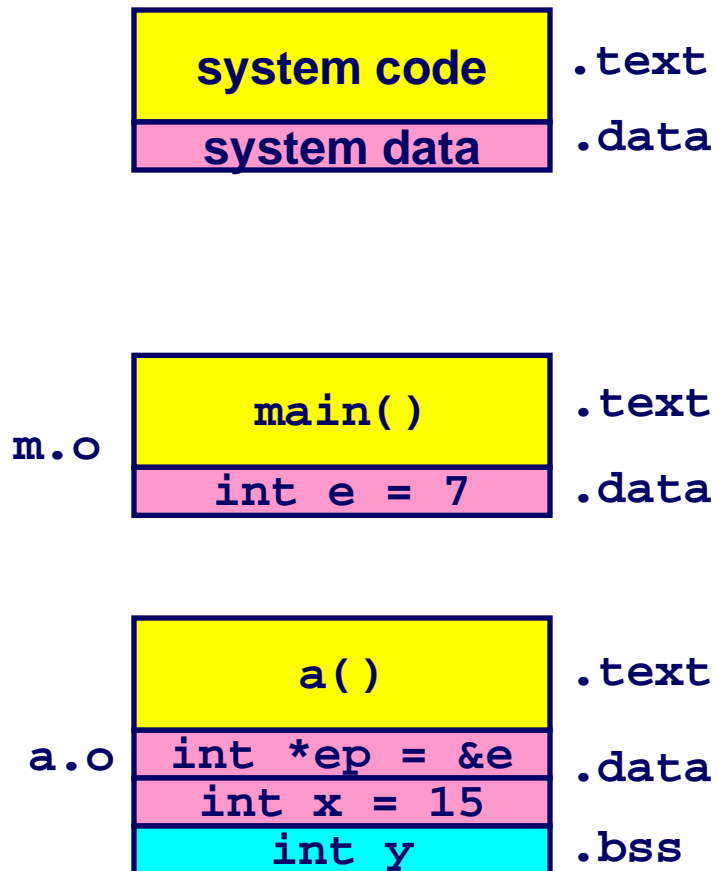 system code .text
system data .data
main() .text
m.o
int e = 7 .data
a() .text
a.o int *ep = &e .data
int x = 15
int y .bss